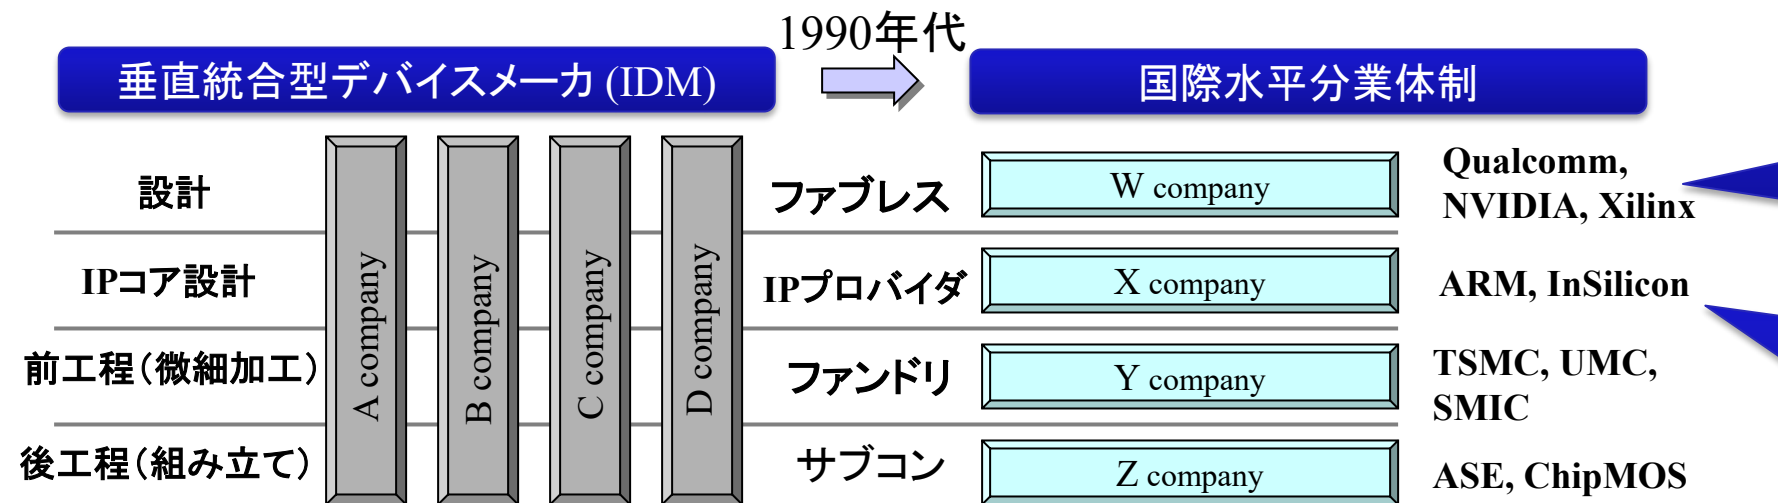 1990年代
垂直統合型デバイスメーカ (IDM)
国際水平分業体制
設計
IPコア設計
前工程（微細加工）
後工程（組み立て）
A company
B company
C company
D company
ファブレス
W company
Qualcomm,
NVIDIA, Xilinx
IPプロバイダ
X company
ARM, InSilicon
ファンドリ
Y company
TSMC, UMC,
SMIC
サブコン
Z company
ASE, ChipMOS